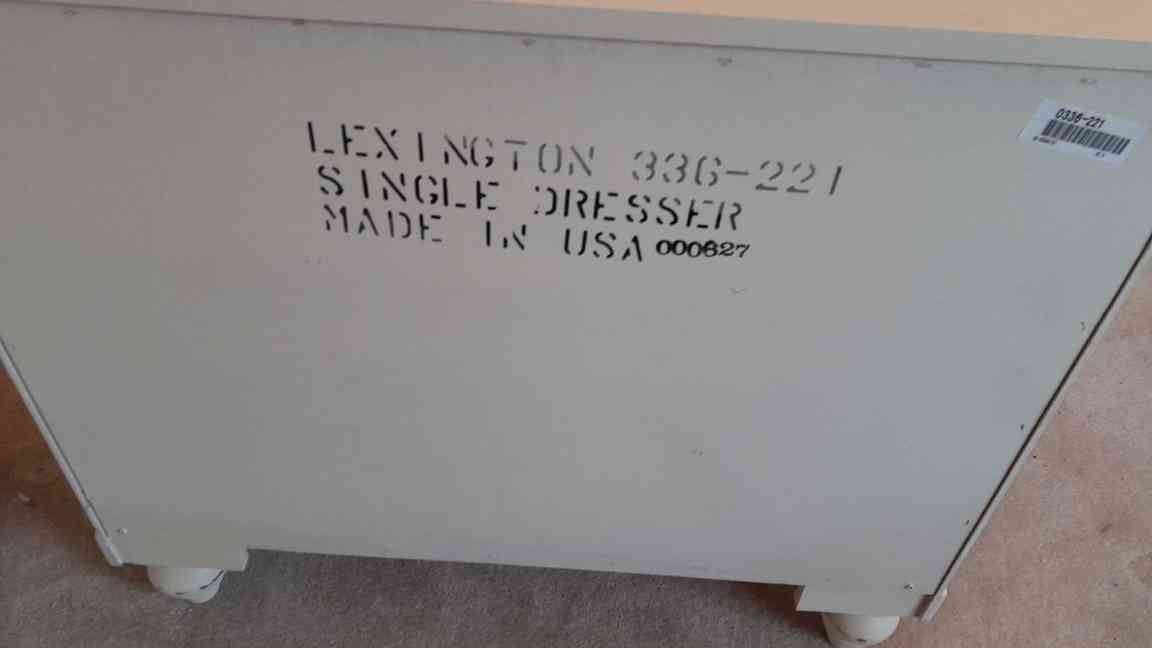 LEXINGTON 336-221
SINGLE DRESSER
MADE IN USA 000627
0336-221